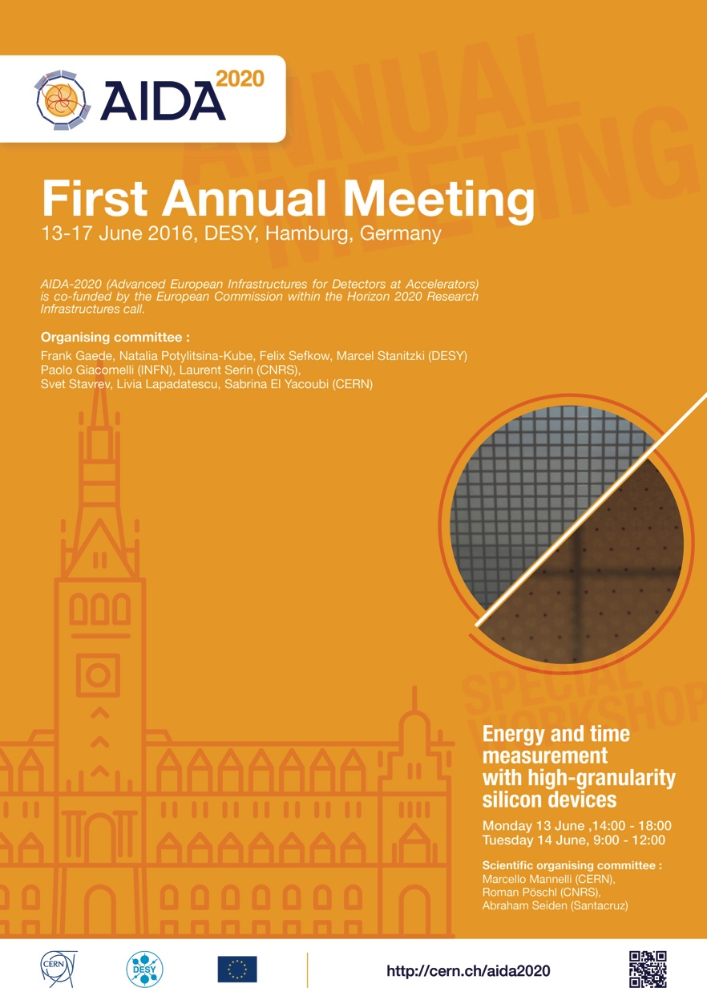 ANNUAL
MEETING
AIDA2020
First Annual Meeting
13-17 June 2016, DESY, Hamburg, Germany
AIDA-2020 (Advanced European Infrastructures for Detectors at Accelerators)
is co-funded by the European Commission within the Horizon 2020 Research
Infrastructures call.
Organising committee :
Frank Gaede, Natalia Potylitsina-Kube, Felix Sefkow, Marcel Stanitzki (DESY)
Paolo Giacomelli (INFN), Laurent Serin (CNRS),
Svet Stavrev, Livia Lapadatescu, Sabrina El Yacoubi (CERN)
SPECIAL
WORKSHOP
Energy and time
measurement
with high-granularity
silicon devices
Monday 13 June ,14:00 - 18:00
Tuesday 14 June, 9:00 - 12:00
Scientific organising committee :
Marcello Mannelli (CERN),
Roman Pöschl (CNRS),
Abraham Seiden (Santacruz)
CERN
DESY
http://cern.ch/aida2020